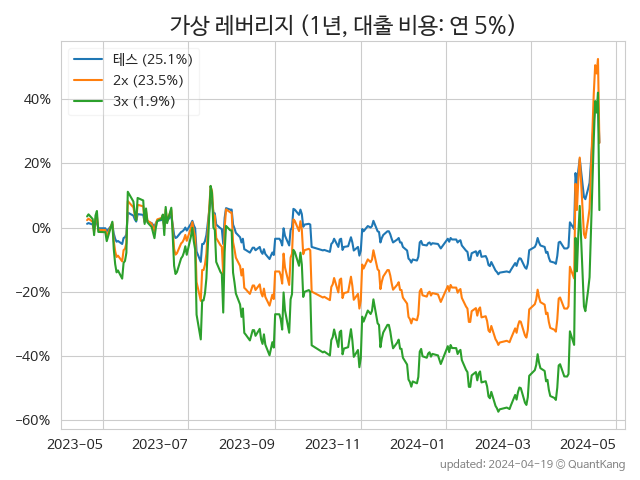 가상 레버리지 (1년, 대출 비용: 연 5%)
테스 (25.1%)
2x (23.5%)
3x (1.9%)
40%
20%
0%
−20%
−40%
−60%
2023-05 2023-07 2023-09 2023-11 2024-01 2024-03 2024-05
updated: 2024-04-19 © QuantKang